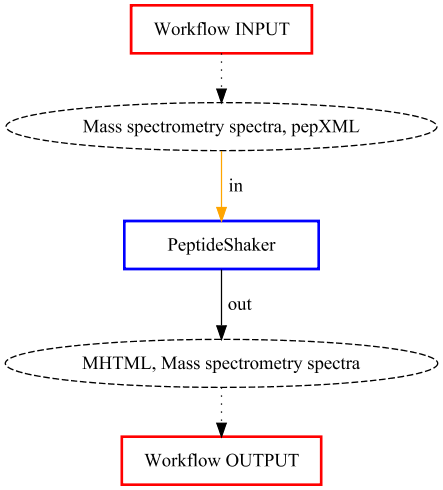 Workflow INPUT
Mass spectrometry spectra, pepXML
in
PeptideShaker
out
MHTML, Mass spectrometry spectra
Workflow OUTPUT